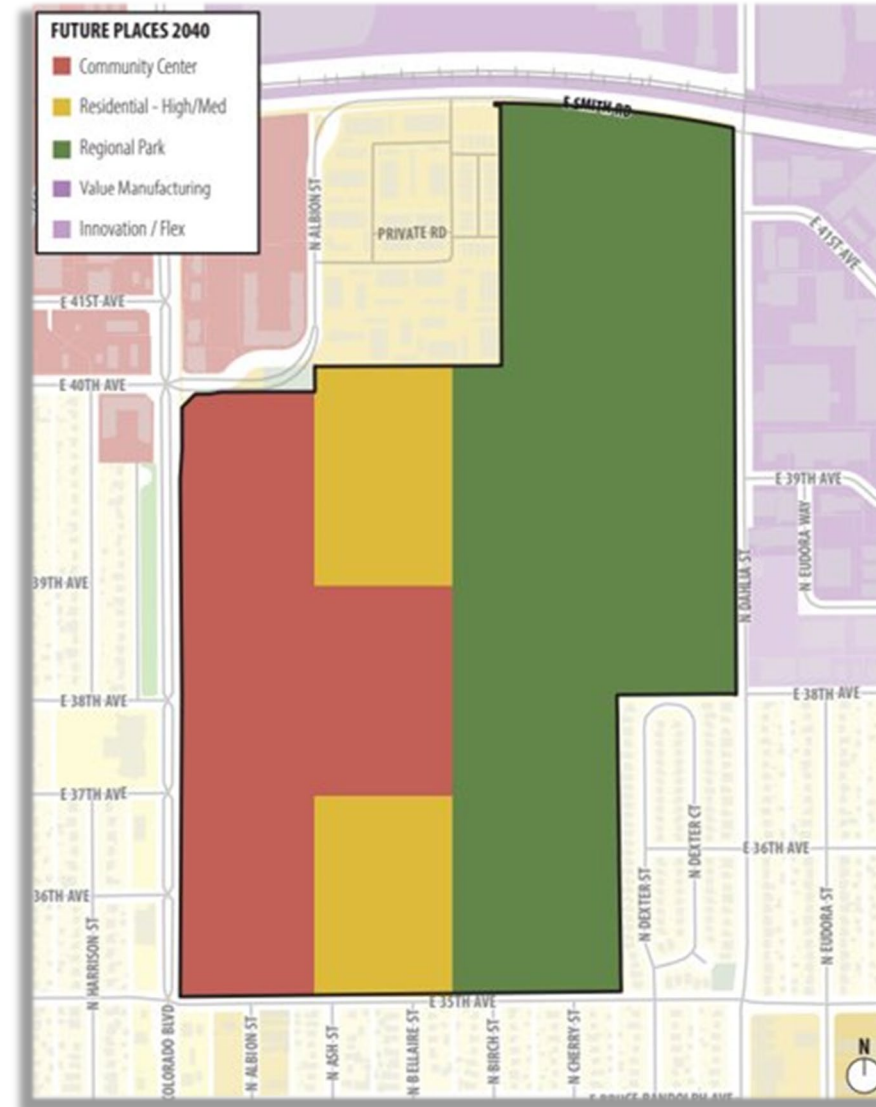 FUTURE PLACES 2040
Community Center
Residential - High/Med
Regional Park
Value Manufacturing
Innovation / Flex
E SMITH RD
N ALBION ST
PRIVATE RD
E 41ST AVE
E 41ST AVE
E 40TH AVE
E 39TH AVE
N EUDORA WAY
39TH AVE
N DAHLIA ST
E 38TH AVE
E 38TH AVE
E 37TH AVE
N DEXTER CT
E 36TH AVE
36TH AVE
N DEXTER ST
N EUDORA ST
N HARRISON ST
E 35TH AVE
COLORADO BLVD
N ALBION ST
N ASH ST
N BELLAIRE ST
N BIRCH ST
N CHERRY ST
N
E BRUCE RANDOLPH AVE